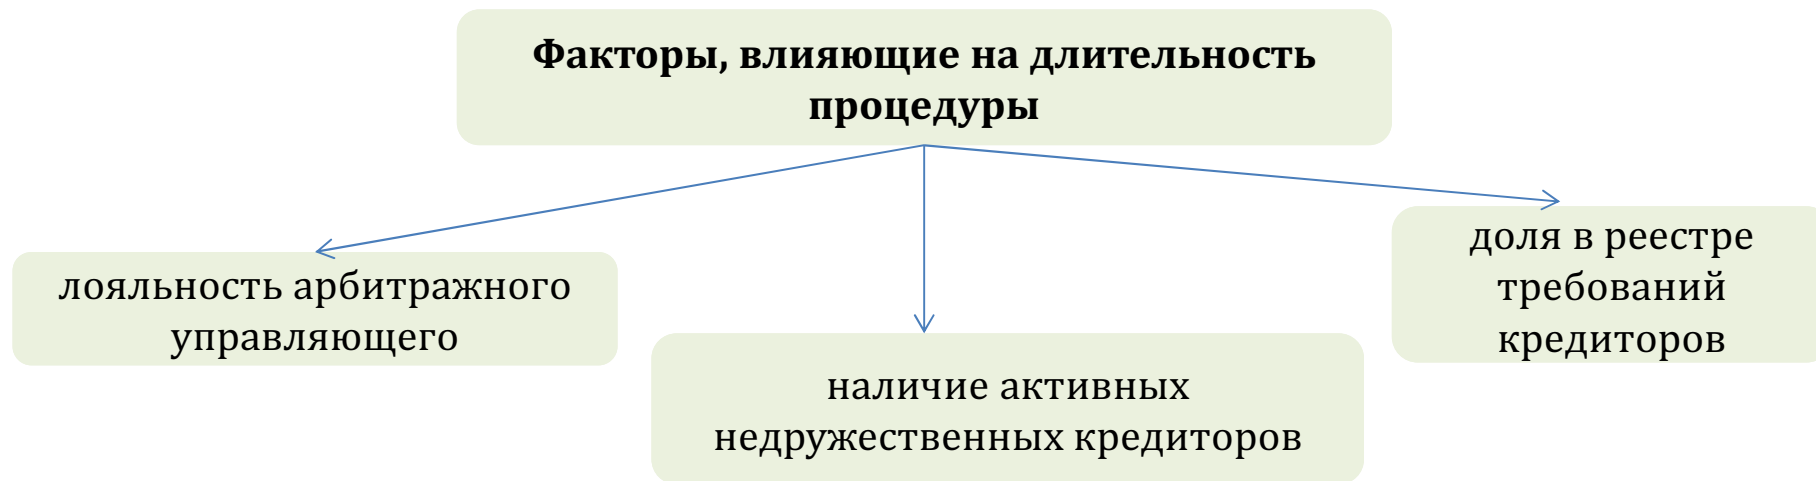 Факторы, влияющие на длительность
процедуры
лояльность арбитражного
управляющего
наличие активных
недружественных кредиторов
доля в реестре
требований
кредиторов